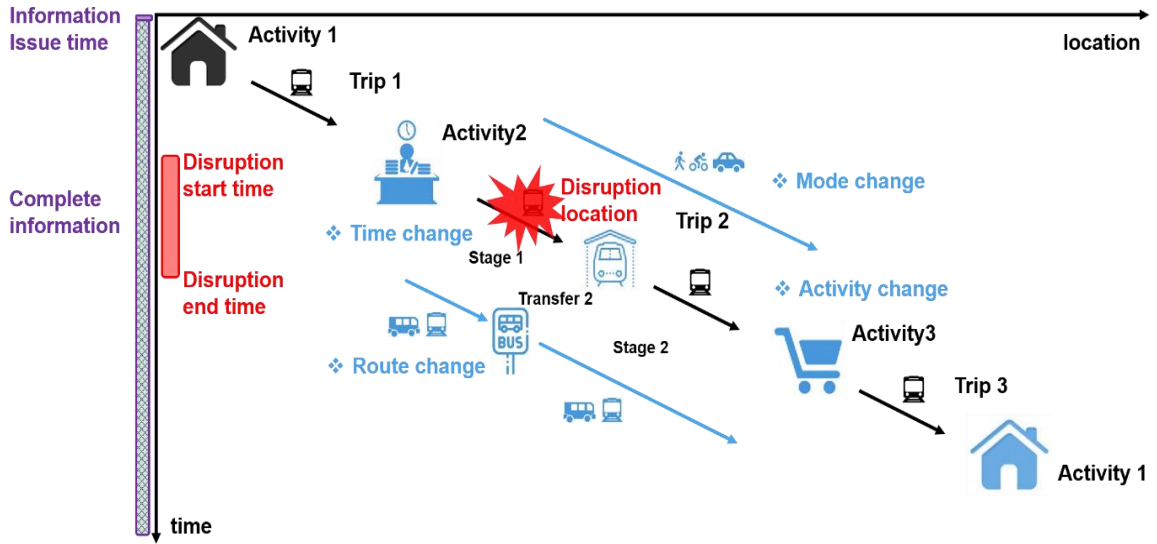 Information
Issue time
Activity 1
location
Trip 1
Activity2
Disruption
start time
Mode change
Complete
information
Disruption
location
Trip 2
Time change
Stage 1
Disruption
end time
Transfer 2
Activity change
BUS
Activity3
Stage 2
Route change
Trip 3
Activity 1
time